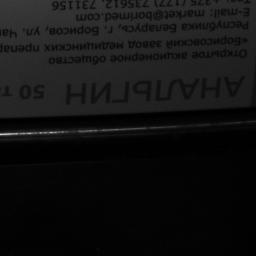 АНАЛЬГИН 50
Открытое акционерное общество
«Борисовский завод медицинских
Республика Беларусь, г. Борисов, ул.
E-mail: market@borimed.com
+375 (177) 735612, 731156